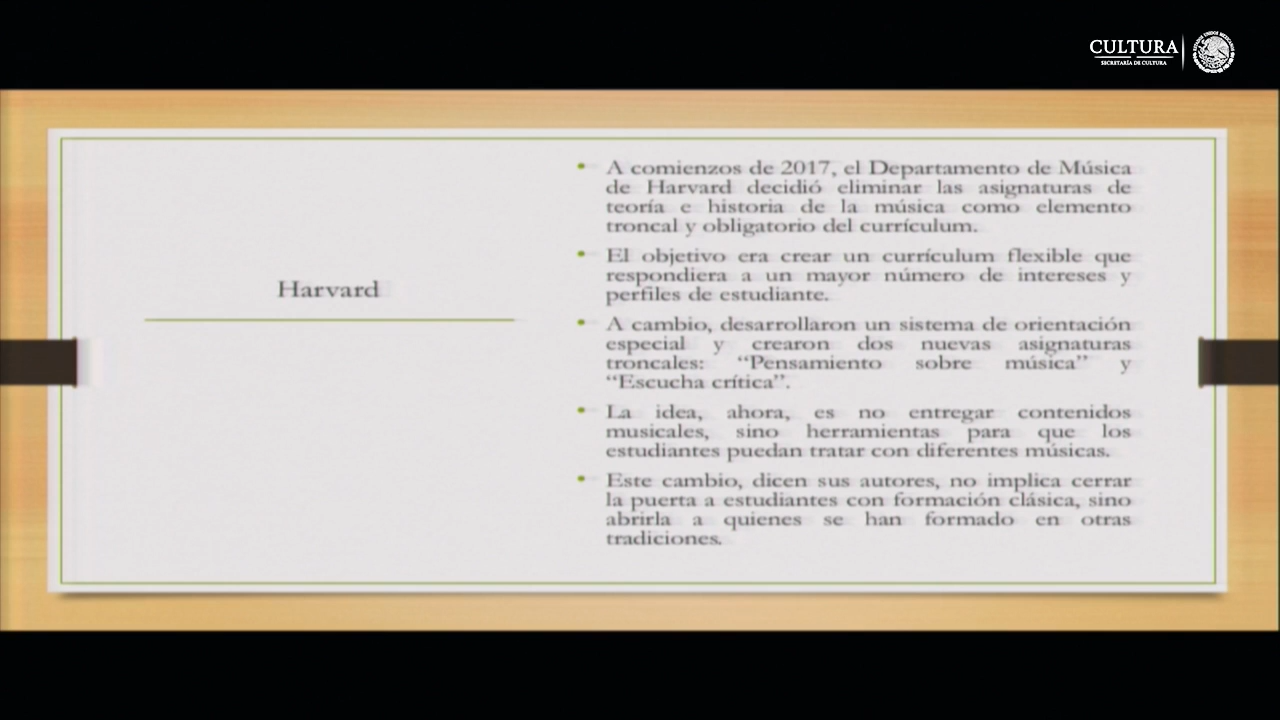 CULTURA
SECRETARÍA DE CULTURA
Harvard
A comienzos de 2017, el Departamento de Música
de Harvard decidió eliminar las asignaturas de
teoría e historia de la música como elemento
troncal y obligatorio del currículum.
El objetivo era crear un currículum flexible que
respondiera a un mayor número de intereses y
perfiles de estudiante.
A cambio, desarrollaron un sistema de orientación
especial y crearon dos nuevas asignaturas
troncales: “Pensamiento sobre música” y
“Escucha crítica”.
La idea, ahora, es no entregar contenidos
musicales, sino herramientas para que los
estudiantes puedan tratar con diferentes músicas.
Este cambio, dicen sus autores, no implica cerrar
la puerta a estudiantes con formación clásica, sino
abrirla a quienes se han formado en otras
tradiciones.